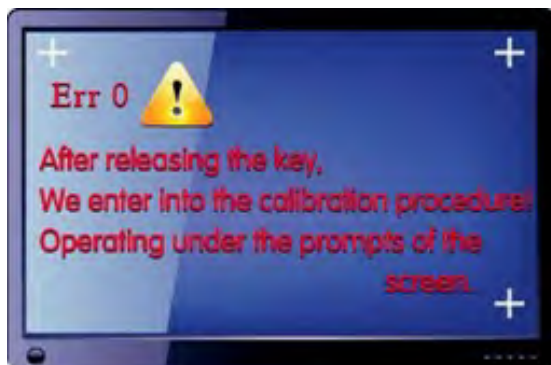 Err 0
After releasing the key,
We enter into the calibration procedure!
Operating under the prompts of the
screen.